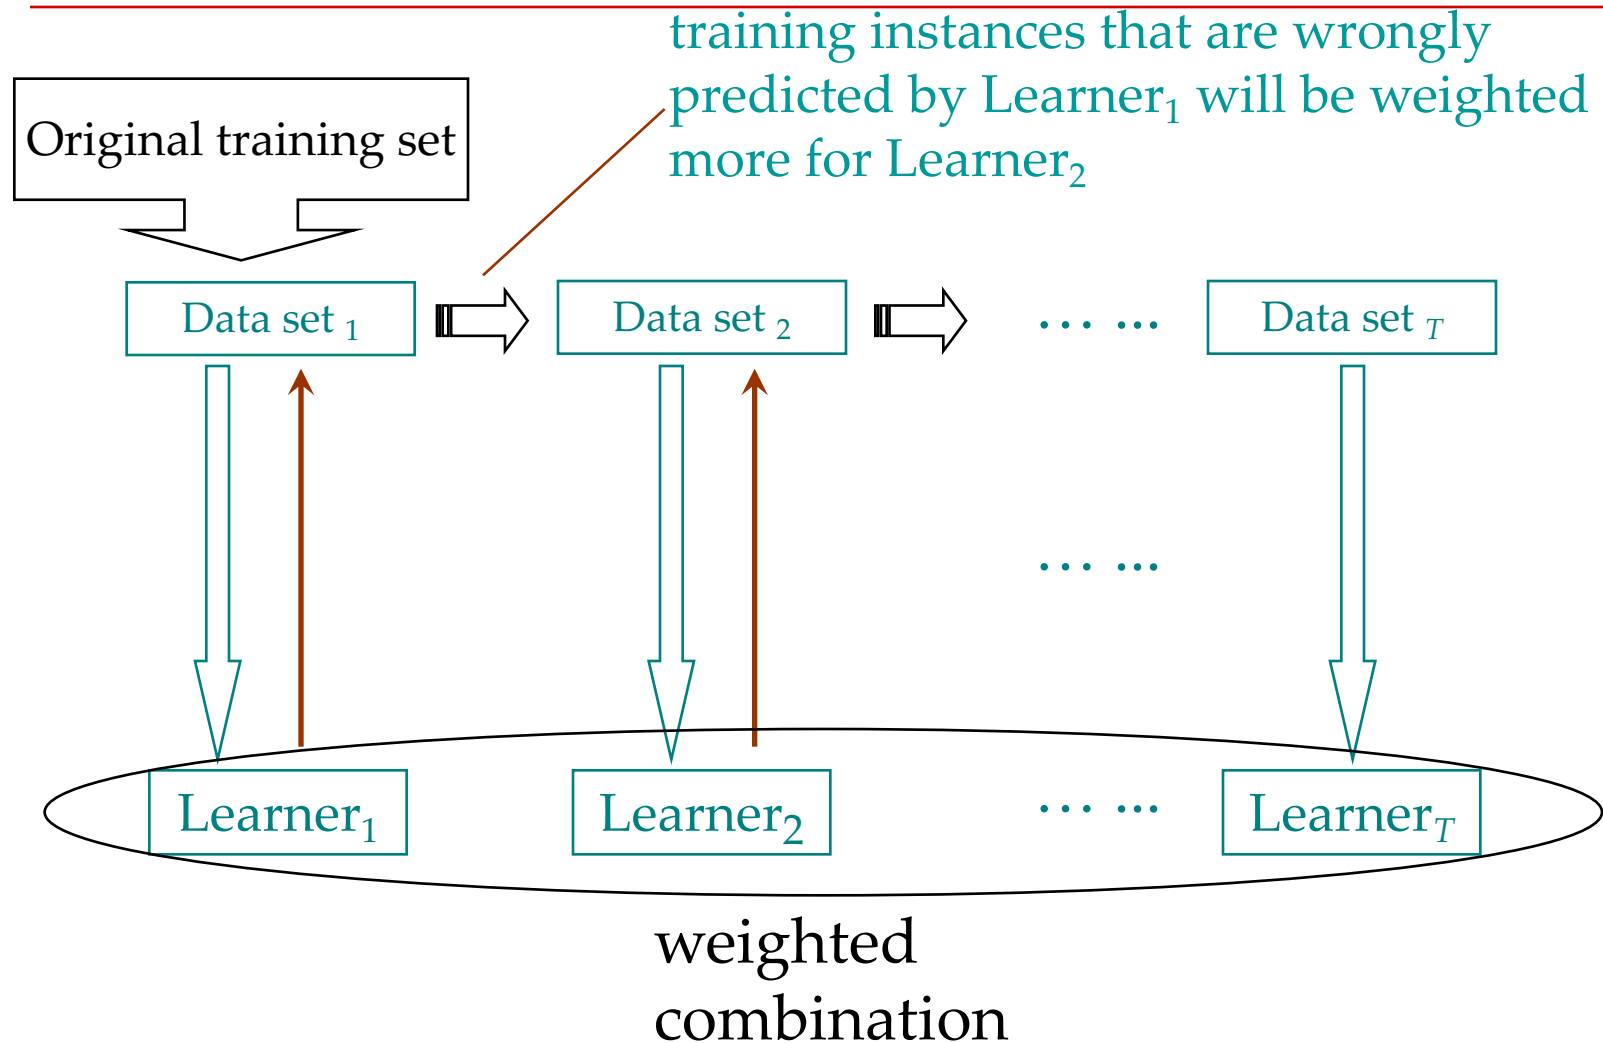 training instances that are wrongly
predicted by Learner₁ will be weighted
more for Learner₂
Original training set
Data set ₁
Data set ₂
... ...
Data set T
... ...
Learner₁
Learner₂
... ...
Learner T
weighted
combination